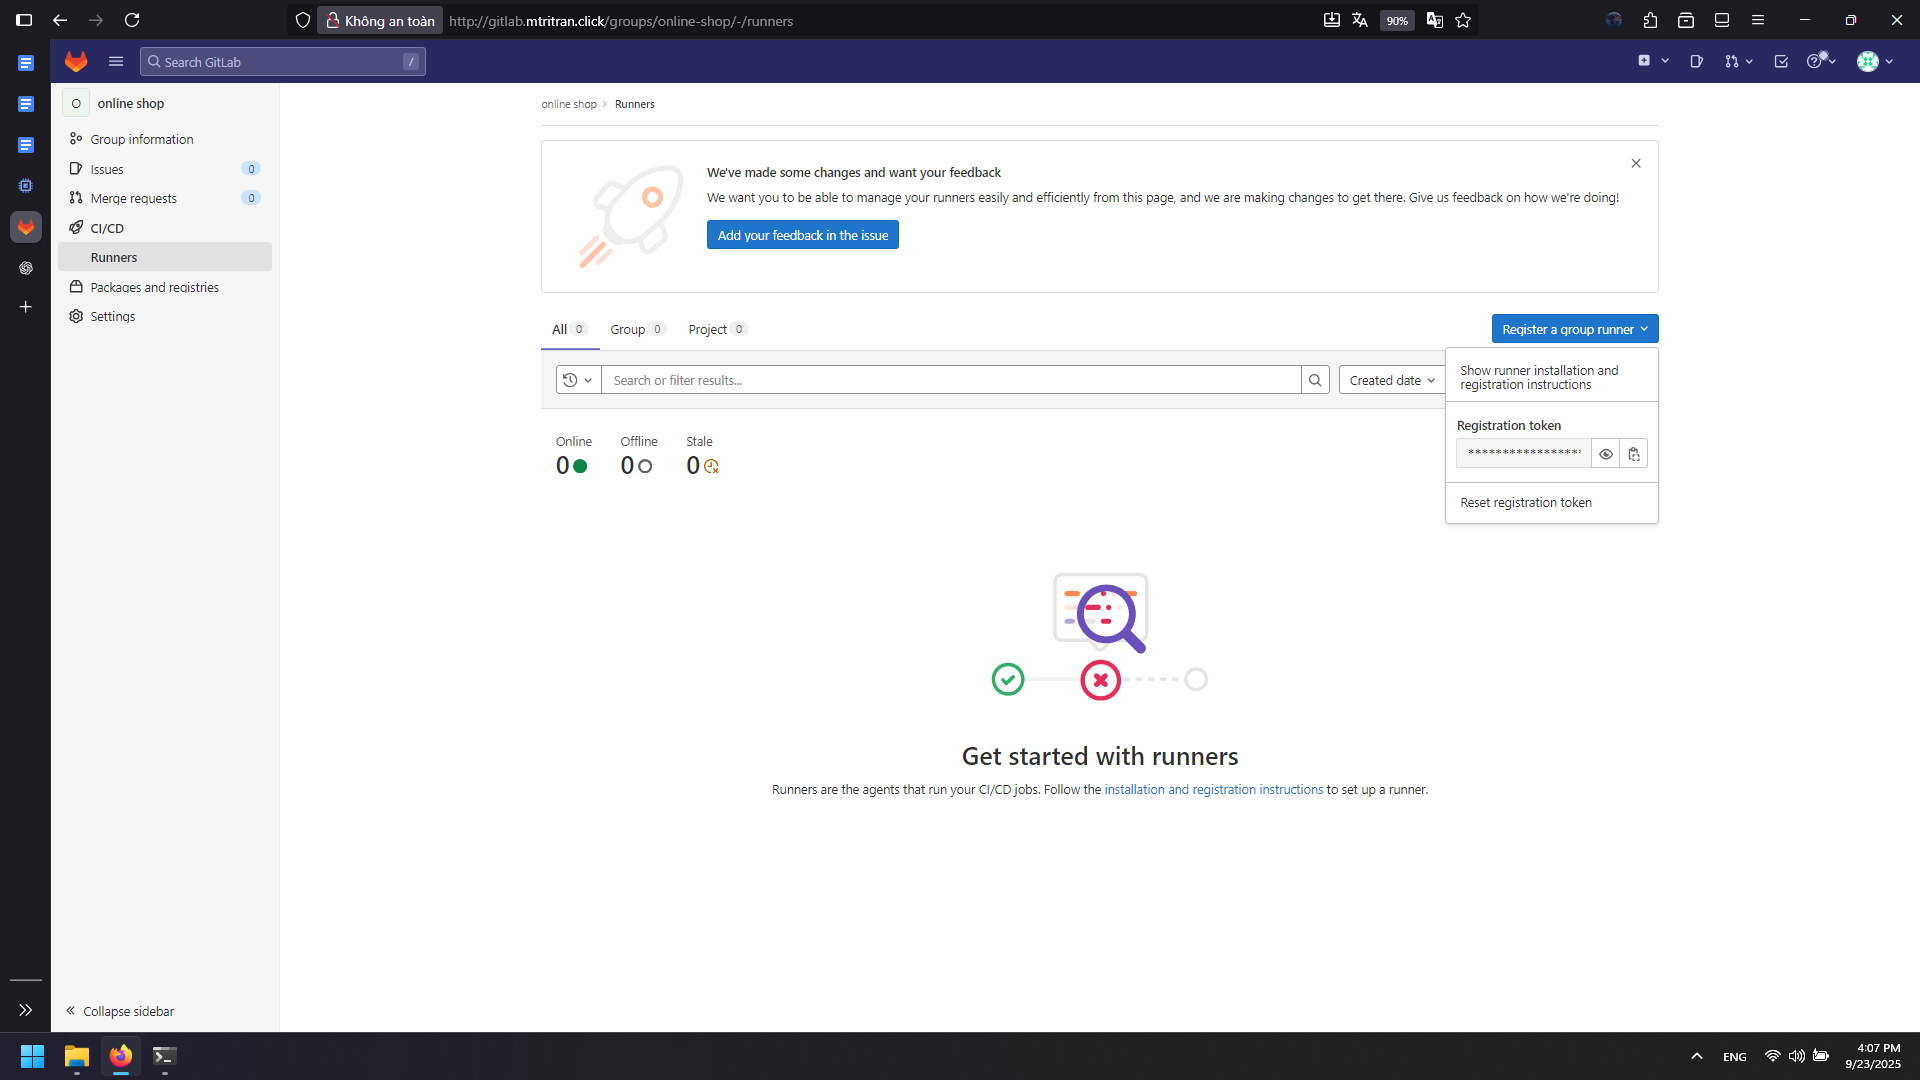 Không an toàn
http://gitlab.mtritran.click/groups/online-shop/-/runners
90%
Search GitLab
/
O
online shop
Group information
Issues
0
Merge requests
0
CI/CD
Runners
Packages and registries
Settings
Collapse sidebar
online shop
Runners
We've made some changes and want your feedback
We want you to be able to manage your runners easily and efficiently from this page, and we are making changes to get there. Give us feedback on how we're doing!
Add your feedback in the issue
All 0
Group 0
Project 0
Register a group runner
Search or filter results...
Created date
Show runner installation and
registration instructions
Registration token
*****************
Reset registration token
Online
0
Offline
0
Stale
0
Get started with runners
Runners are the agents that run your CI/CD jobs. Follow the installation and registration instructions to set up a runner.
ENG
4:07 PM
9/23/2025